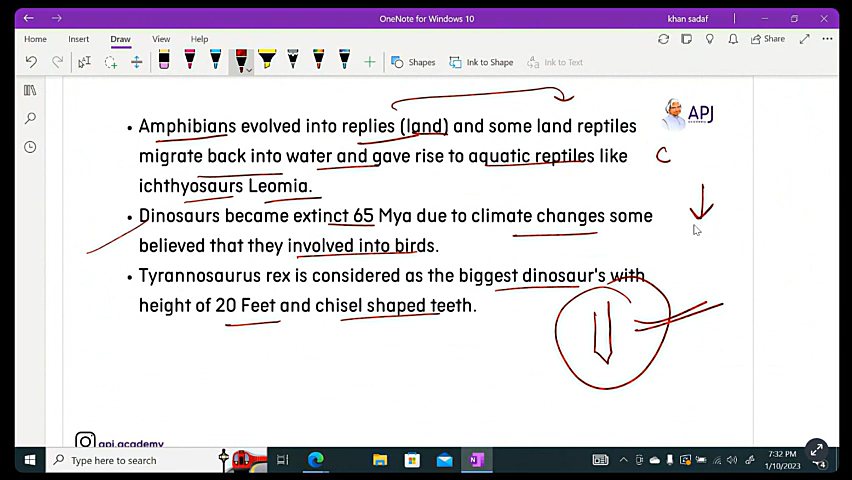 OneNote for Windows 10
khan sadaf
Home Insert Draw View Help
Share
Shapes
Ink to Shape
Ink to Text
APJ
• Amphibians evolved into replies (land) and some land reptiles
migrate back into water and gave rise to aquatic reptiles like
ichthyosaurs Leomia.
C
• Dinosaurs became extinct 65 Mya due to climate changes some
believed that they involved into birds.
• Tyrannosaurus rex is considered as the biggest dinosaur's with
height of 20 Feet and chisel shaped teeth.
apj.academy
Type here to search
7:32 PM
1/10/2023
4